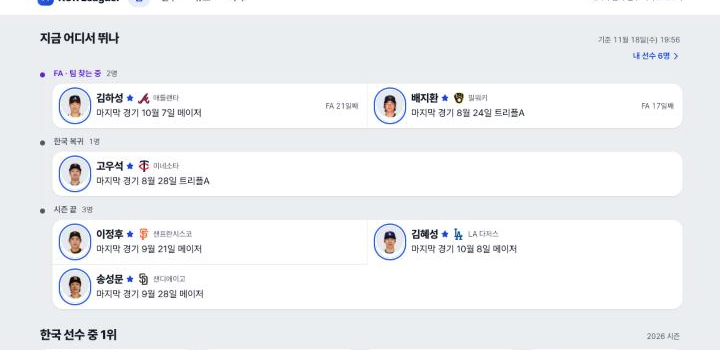 지금 어디서 뛰나
기준 11월 18일(수) 19:56
내 선수 6명 >
FA · 팀 찾는 중 2명
김하성 ★ 애틀랜타
마지막 경기 10월 7일 메이저
FA 21일째
배지환 ★ 밀워키
마지막 경기 8월 24일 트리플A
FA 17일째
한국 복귀 1명
고우석 ★ 미네소타
마지막 경기 8월 28일 트리플A
시즌 끝 3명
이정후 ★ 샌프란시스코
마지막 경기 9월 21일 메이저
김혜성 ★ LA 다저스
마지막 경기 10월 8일 메이저
송성문 ★ 샌디에이고
마지막 경기 9월 28일 메이저
한국 선수 중 1위
2026 시즌